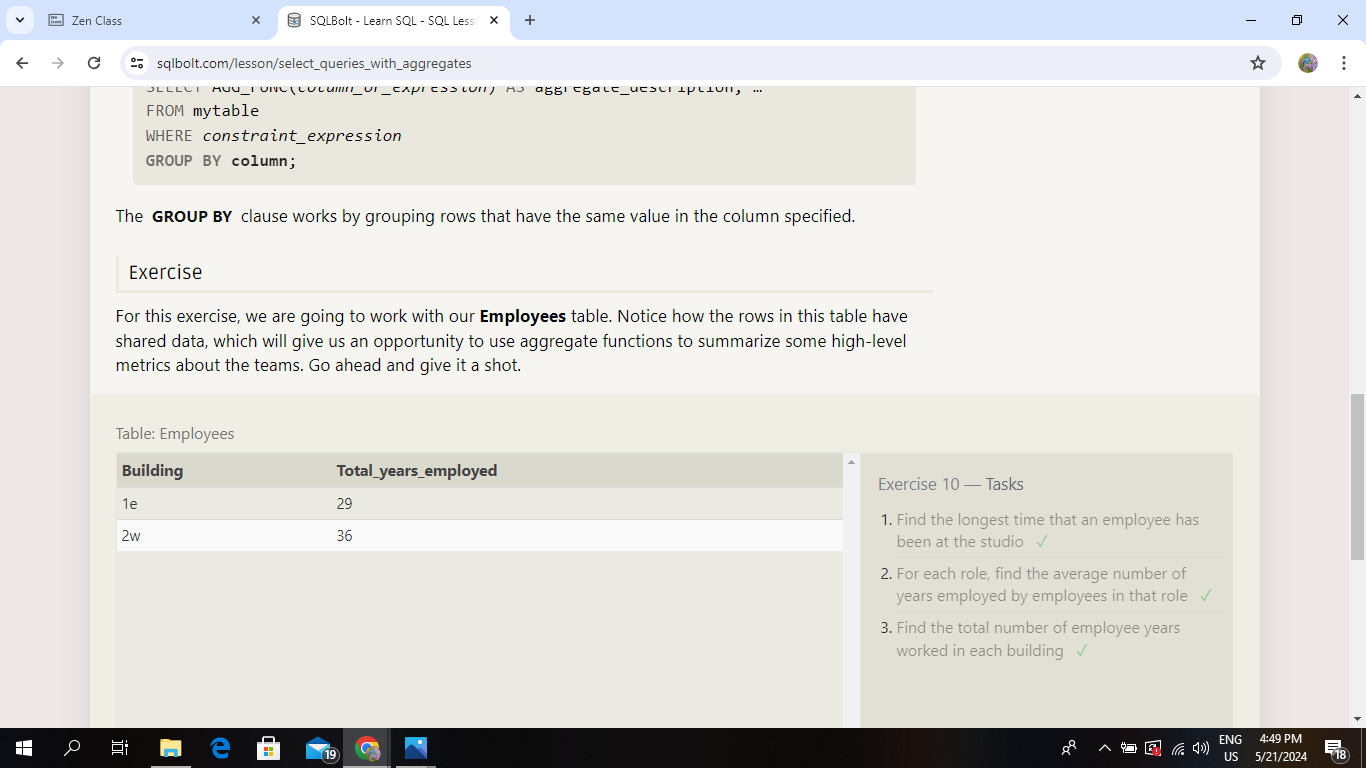 Zen Class
SQLBolt - Learn SQL - SQL Less
sqlbolt.com/lesson/select_queries_with_aggregates
SELECT AGG_FUNC(column_or_expression) AS aggregate_description, …
FROM mytable
WHERE constraint_expression
GROUP BY column;
The GROUP BY clause works by grouping rows that have the same value in the column specified.
Exercise
For this exercise, we are going to work with our Employees table. Notice how the rows in this table have
shared data, which will give us an opportunity to use aggregate functions to summarize some high-level
metrics about the teams. Go ahead and give it a shot.
Table: Employees
Building Total_years_employed
1e 29
2w 36
Exercise 10 — Tasks
1. Find the longest time that an employee has
been at the studio ✓
2. For each role, find the average number of
years employed by employees in that role ✓
3. Find the total number of employee years
worked in each building ✓
19
ENG
US
4:49 PM
5/21/2024
18